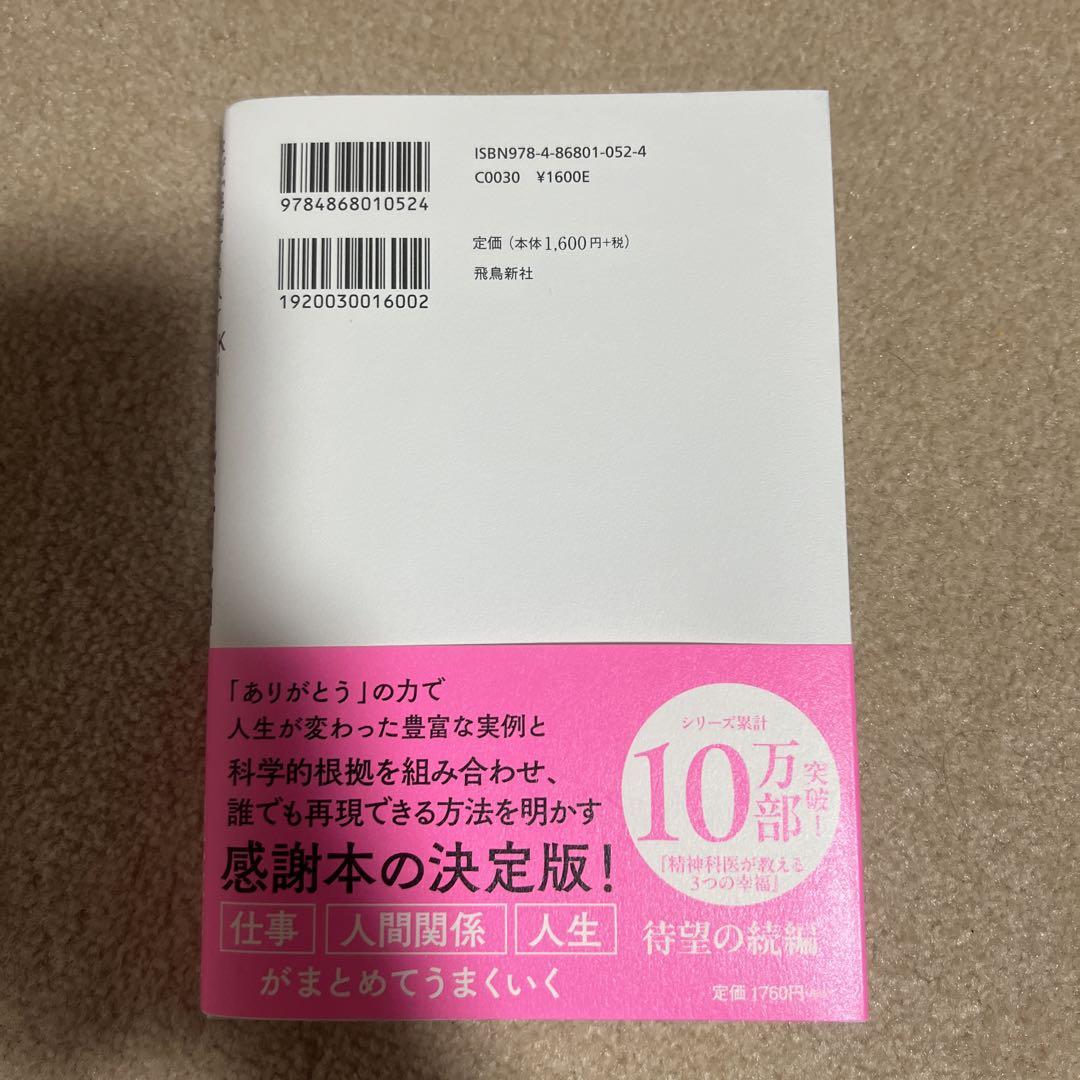 ISBN978-4-86801-052-4
C0030 ¥1600E
9784868010524
定価（本体1,600円+税）
飛鳥新社
1920030016002
「ありがとう」の力で
人生が変わった豊富な実例と
科学的根拠を組み合わせ、
誰でも再現できる方法を明かす
感謝本の決定版！
仕事 人間関係 人生
がまとめてうまくいく
シリーズ累計
10万部突破！
「精神科医が教える
3つの幸福」
待望の続編
定価1760円